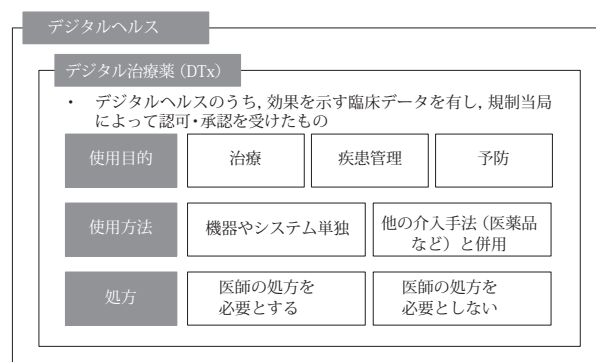 デジタルヘルス
デジタル治療薬（DTx）
・ デジタルヘルスのうち，効果を示す臨床データを有し，規制当局
によって認可・承認を受けたもの
使用目的
治療
疾患管理
予防
使用方法
機器やシステム単独
他の介入手法（医薬品
など）と併用
処方
医師の処方を
必要とする
医師の処方を
必要としない